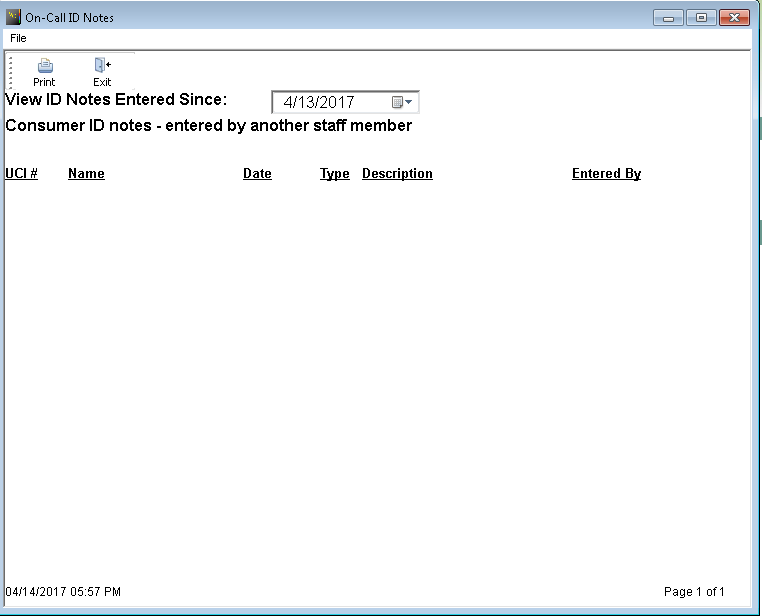 On-Call ID Notes
File
Print Exit
View ID Notes Entered Since: 4/13/2017
Consumer ID notes - entered by another staff member
UCI # Name Date Type Description Entered By
04/14/2017 05:57 PM Page 1 of 1